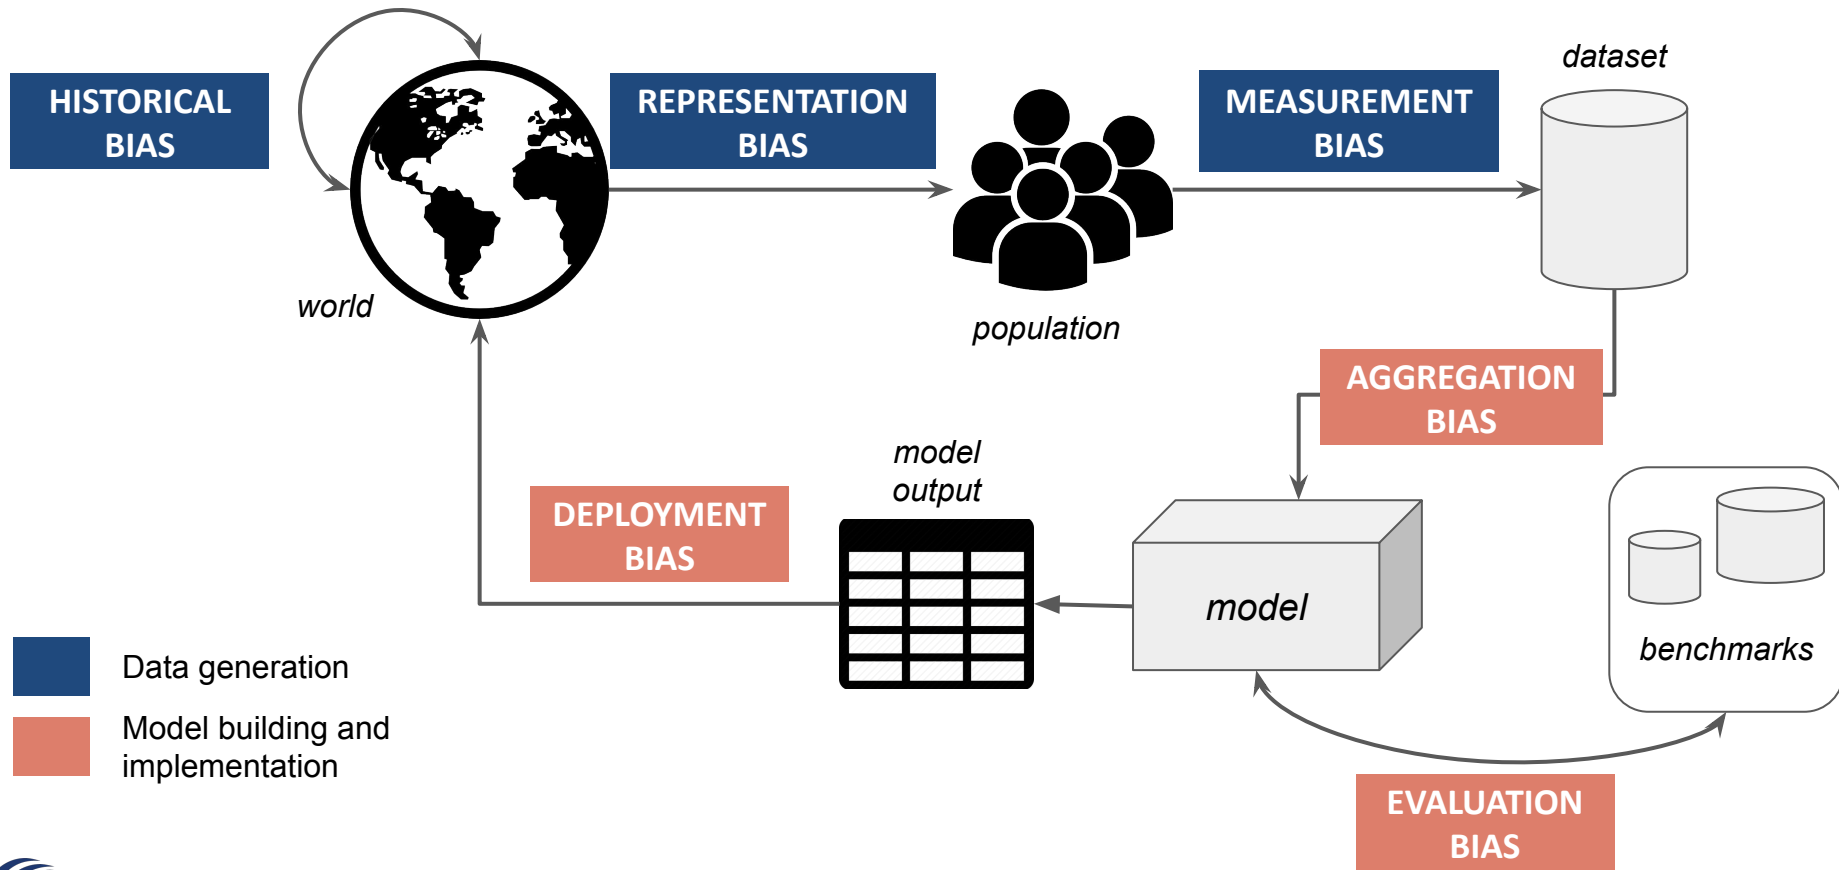 dataset
HISTORICAL
BIAS
REPRESENTATION
BIAS
MEASUREMENT
BIAS
world
population
AGGREGATION
BIAS
model
output
DEPLOYMENT
BIAS
model
benchmarks
Data generation
Model building and
implementation
EVALUATION
BIAS